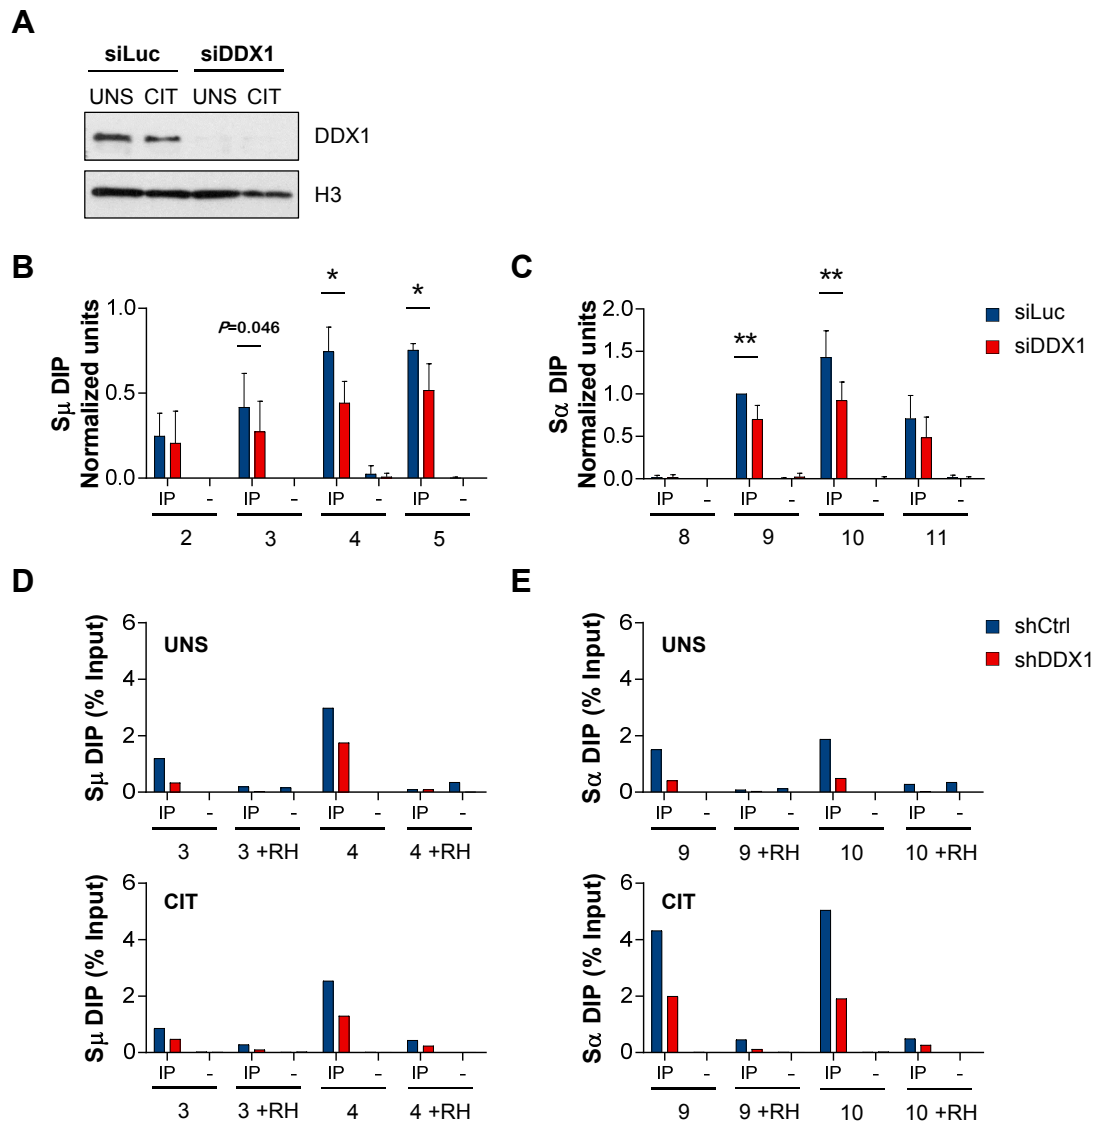 A
siLuc siDDX1
UNS CIT UNS CIT
DDX1
H3
B
Sμ DIP
Normalized units
1.0
0.5
0.0
P=0.046
*
*
IP - IP - IP - IP -
2 3 4 5
C
Sα DIP
Normalized units
2.0
1.5
1.0
0.5
0
**
**
IP - IP - IP - IP -
8 9 10 11
siLuc
siDDX1
D
Sμ DIP (% Input)
6
4
2
0
UNS
IP - IP - IP - IP -
3 3 +RH 4 4 +RH
Sμ DIP (% Input)
6
4
2
0
CIT
IP - IP - IP - IP -
3 3 +RH 4 4 +RH
E
Sα DIP (% Input)
6
4
2
0
UNS
IP - IP - IP - IP -
9 9 +RH 10 10 +RH
shCtrl
shDDX1
Sα DIP (% Input)
6
4
2
0
CIT
IP - IP - IP - IP -
9 9 +RH 10 10 +RH